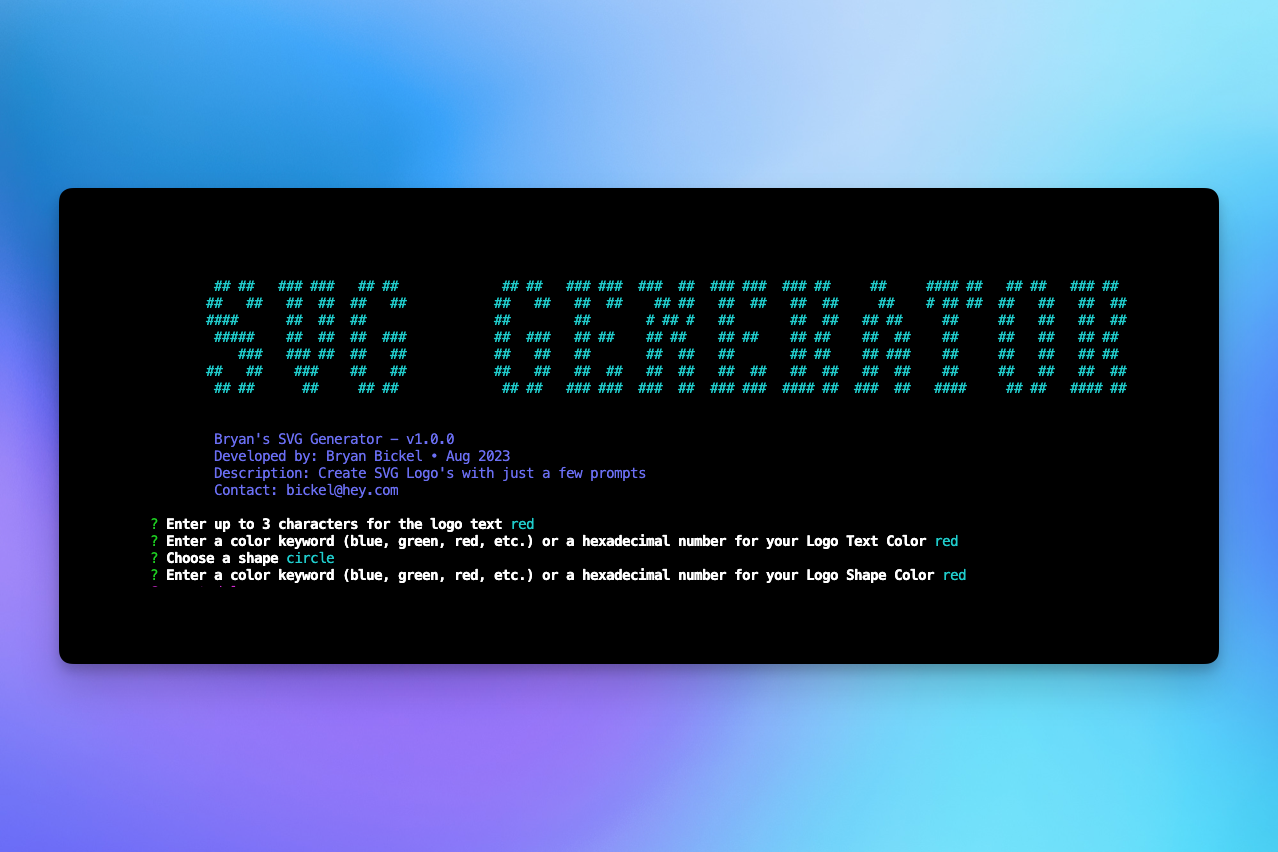 SVG GENERATOR
Bryan's SVG Generator – v1.0.0
Developed by: Bryan Bickel • Aug 2023
Description: Create SVG Logo's with just a few prompts
Contact: bickel@hey.com
? Enter up to 3 characters for the logo text red
? Enter a color keyword (blue, green, red, etc.) or a hexadecimal number for your Logo Text Color red
? Choose a shape circle
? Enter a color keyword (blue, green, red, etc.) or a hexadecimal number for your Logo Shape Color red